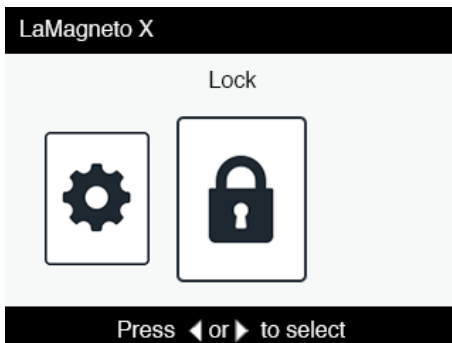 LaMagneto X
Lock
Press ◀ or ▶ to select